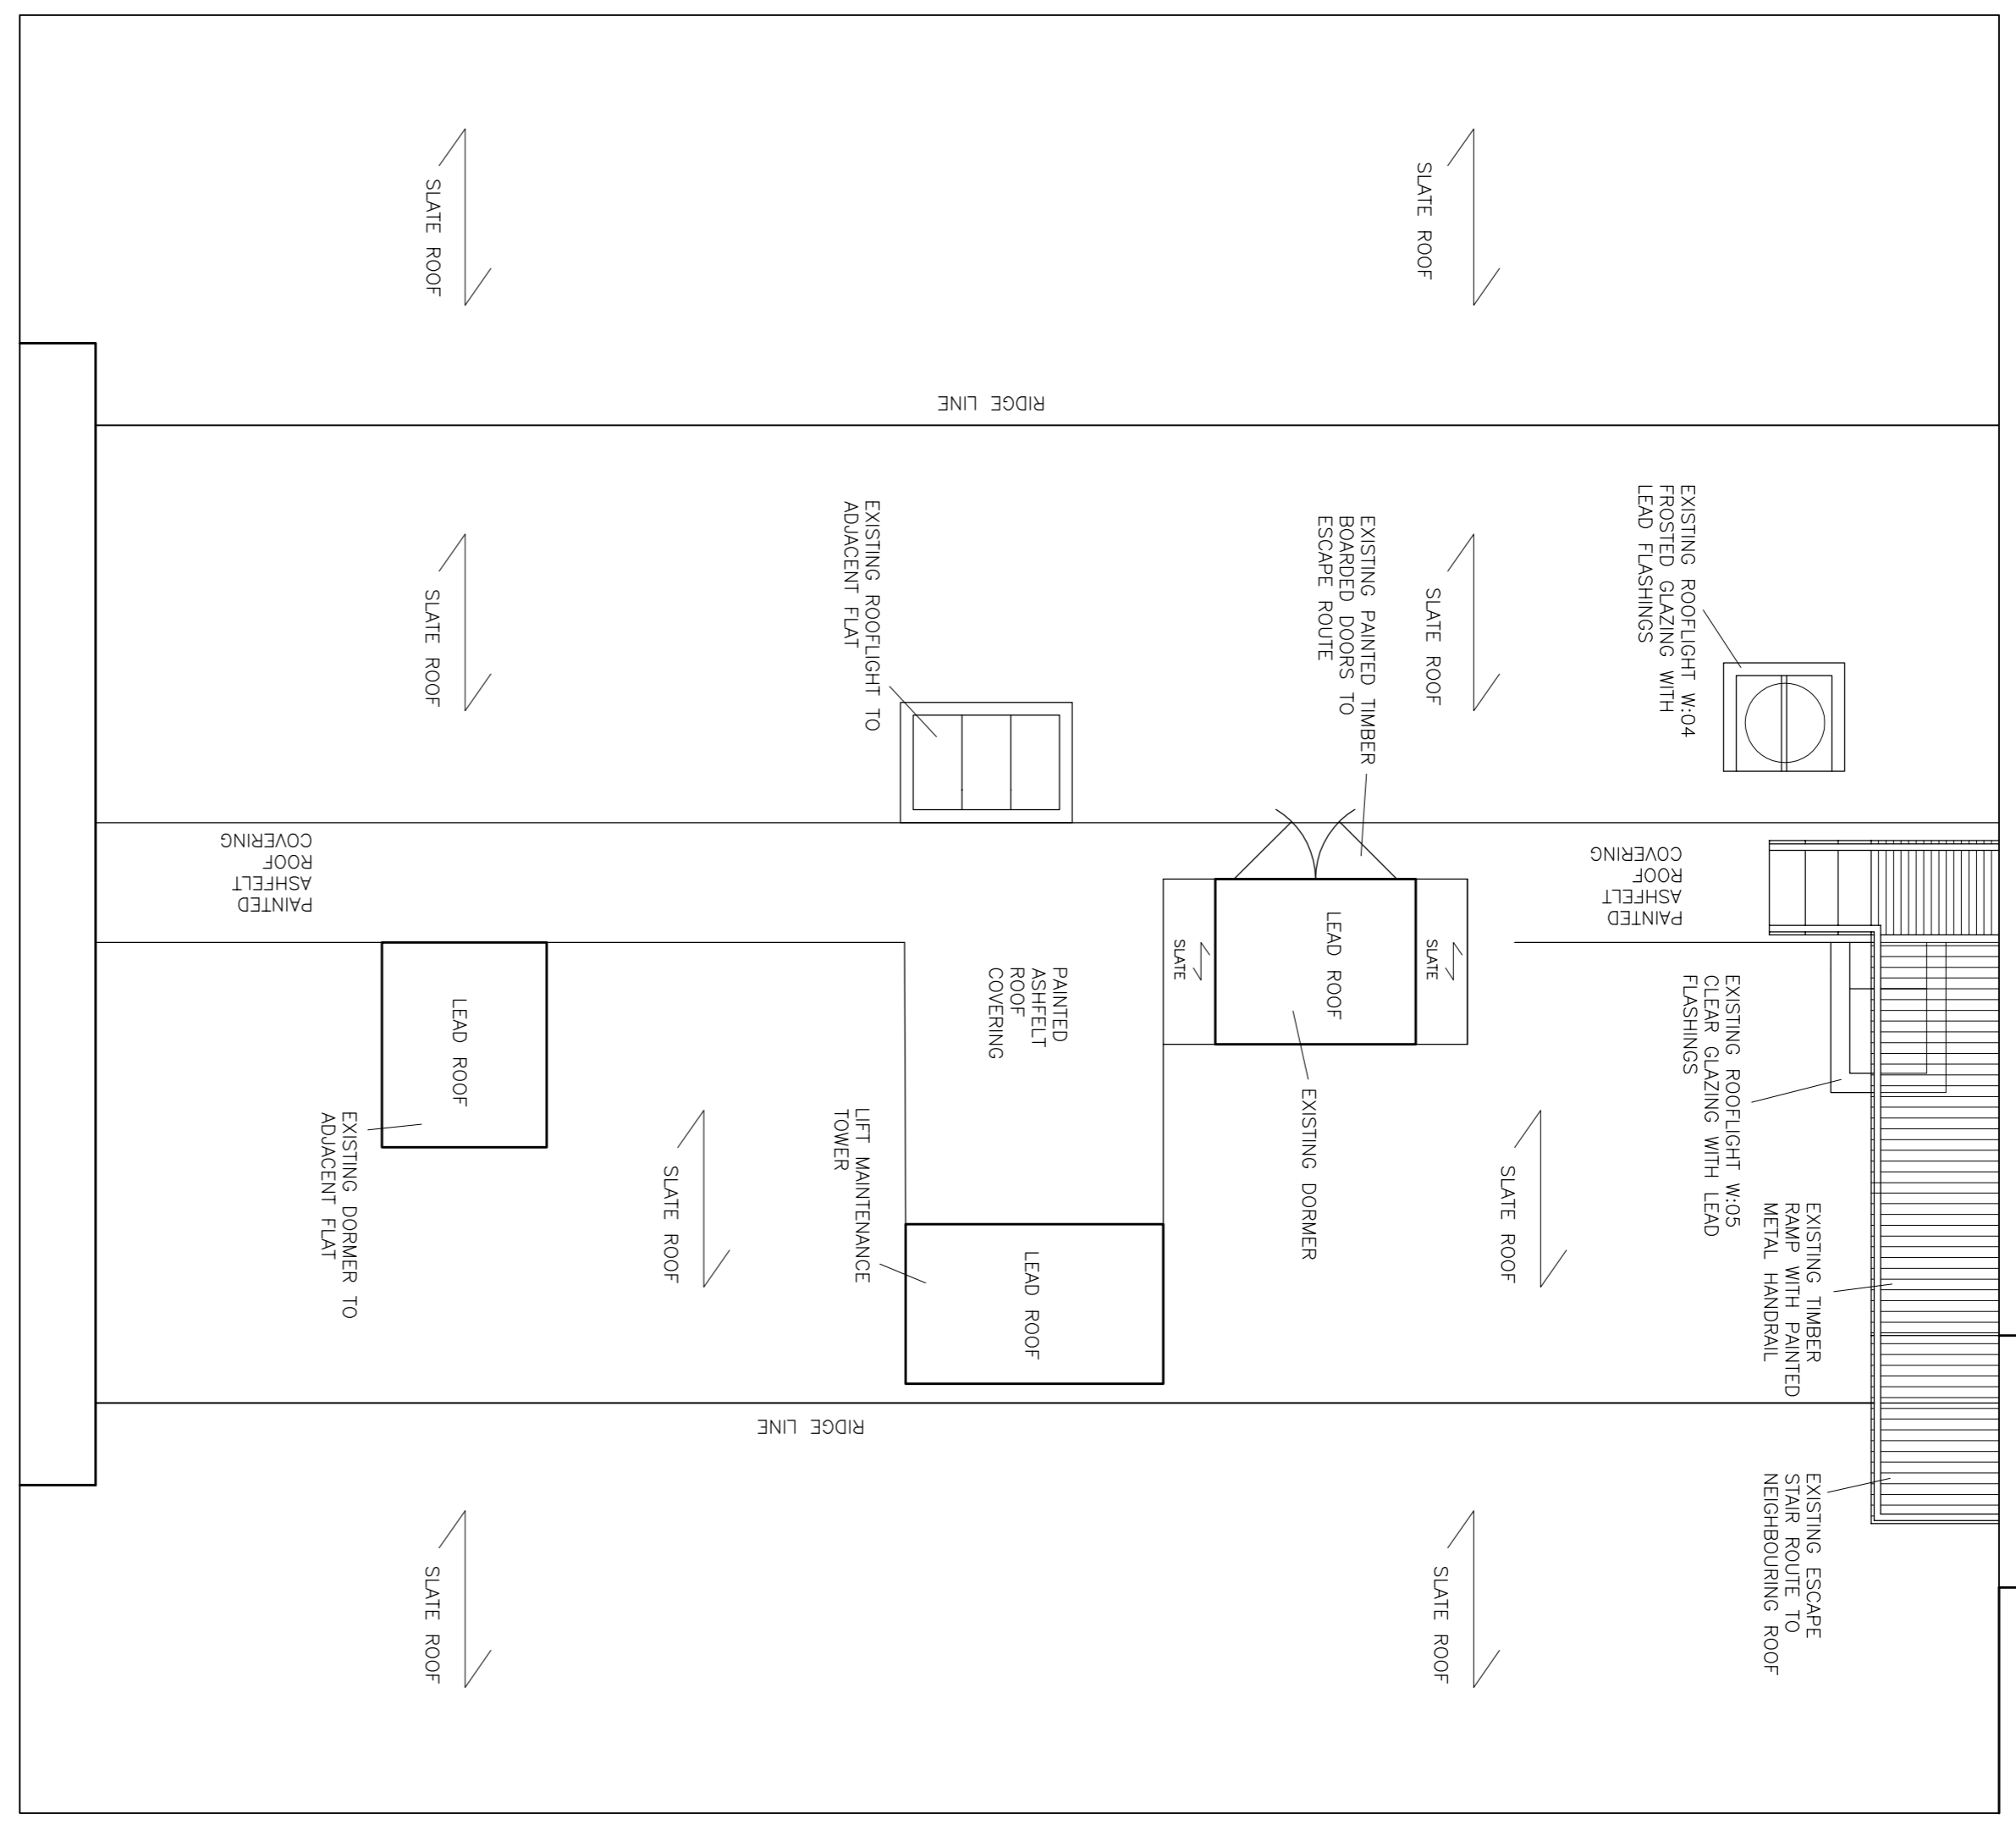 SLATE ROOF
SLATE ROOF
RIDGE LINE
SLATE ROOF
EXISTING ROOFLIGHT TO
ADJACENT FLAT
EXISTING PAINTED TIMBER
BOARDED DOORS TO
ESCAPE ROUTE
SLATE ROOF
EXISTING ROOFLIGHT W:04
FROSTED GLAZING WITH
LEAD FLASHINGS
PAINTED
ASHFELT
ROOF
COVERING
PAINTED
ASHFELT
ROOF
COVERING
LEAD ROOF
SLATE
SLATE
PAINTED
ASHFELT
ROOF
COVERING
LEAD ROOF
EXISTING ROOFLIGHT W:05
CLEAR GLAZING WITH LEAD
FLASHINGS
EXISTING DORMER TO
ADJACENT FLAT
SLATE ROOF
LIFT MAINTENANCE
TOWER
LEAD ROOF
EXISTING DORMER
SLATE ROOF
EXISTING TIMBER
RAMP WITH PAINTED
METAL HANDRAIL
RIDGE LINE
SLATE ROOF
SLATE ROOF
EXISTING ESCAPE
STAIR ROUTE TO
NEIGHBOURING ROOF